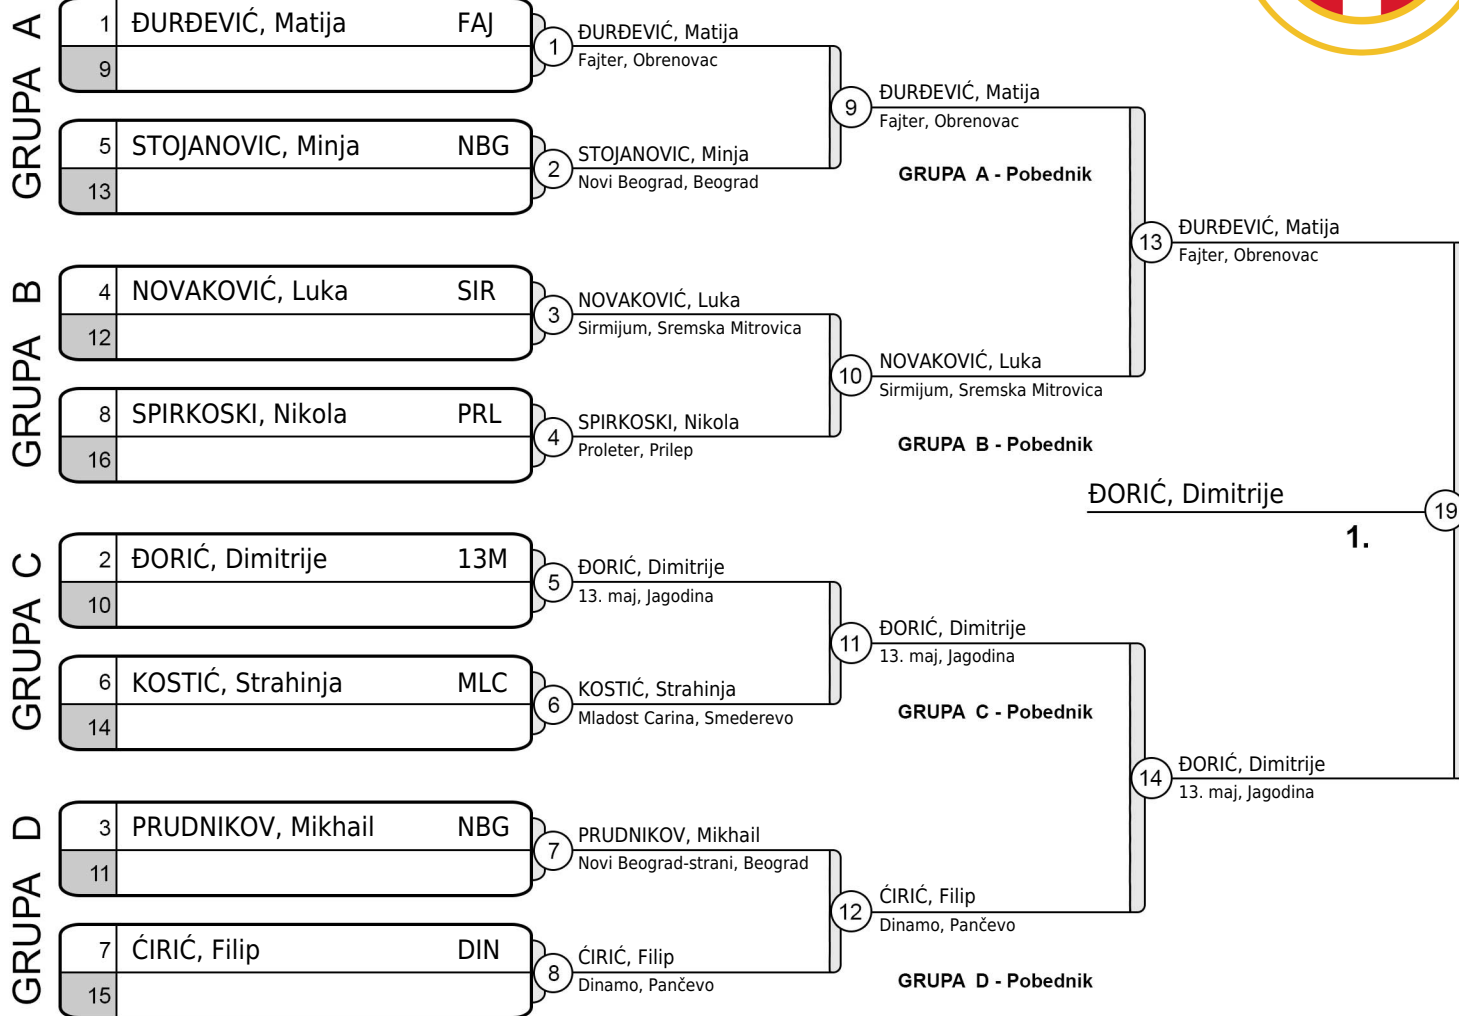 GRUPA A
1 ĐURĐEVIĆ, Matija FAJ
9
5 STOJANOVIC, Minja NBG
13
GRUPA B
4 NOVAKOVIĆ, Luka SIR
12
8 SPIRKOSKI, Nikola PRL
16
GRUPA C
2 ĐORIĆ, Dimitrije 13M
10
6 KOSTIĆ, Strahinja MLC
14
GRUPA D
3 PRUDNIKOV, Mikhail NBG
11
7 ĆIRIĆ, Filip DIN
15
1 ĐURĐEVIĆ, Matija
Fajter, Obrenovac
2 STOJANOVIC, Minja
Novi Beograd, Beograd
3 NOVAKOVIĆ, Luka
Sirmijum, Sremska Mitrovica
4 SPIRKOSKI, Nikola
Proleter, Prilep
5 ĐORIĆ, Dimitrije
13. maj, Jagodina
6 KOSTIĆ, Strahinja
Mladost Carina, Smederevo
7 PRUDNIKOV, Mikhail
Novi Beograd-strani, Beograd
8 ĆIRIĆ, Filip
Dinamo, Pančevo
9 ĐURĐEVIĆ, Matija
Fajter, Obrenovac
GRUPA A - Pobednik
10 NOVAKOVIĆ, Luka
Sirmijum, Sremska Mitrovica
GRUPA B - Pobednik
11 ĐORIĆ, Dimitrije
13. maj, Jagodina
GRUPA C - Pobednik
12 ĆIRIĆ, Filip
Dinamo, Pančevo
GRUPA D - Pobednik
13 ĐURĐEVIĆ, Matija
Fajter, Obrenovac
14 ĐORIĆ, Dimitrije
13. maj, Jagodina
ĐORIĆ, Dimitrije 19
1.